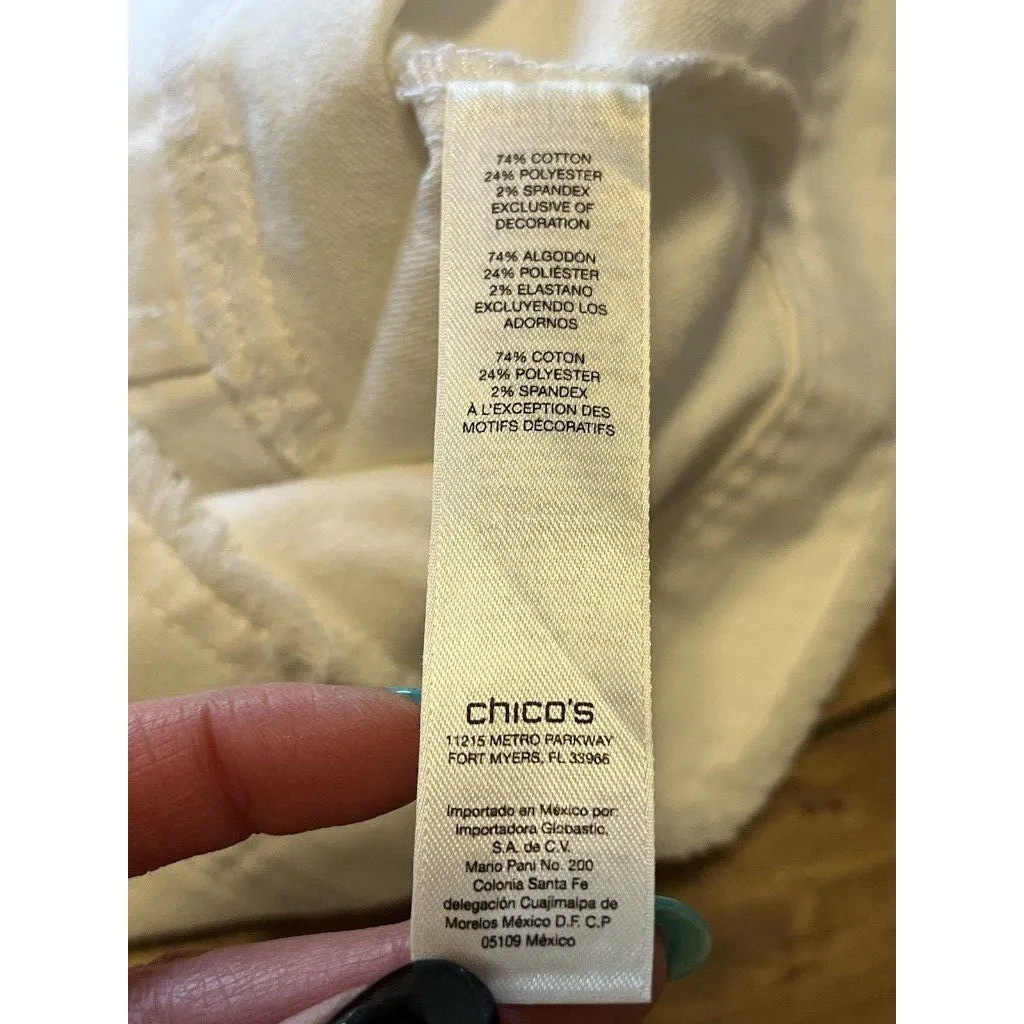 74% COTTON
24% POLYESTER
2% SPANDEX
EXCLUSIVE OF
DECORATION
74% ALGODÓN
24% POLIÉSTER
2% ELASTANO
EXCLUYENDO LOS
ADORNOS
74% COTON
24% POLYESTER
2% SPANDEX
À L'EXCEPTION DES
MOTIFS DÉCORATIFS
chico's
11215 METRO PARKWAY
FORT MYERS, FL 33966
Importado en México por
Importadora Globastic,
S.A. de C.V.
Mario Pani No. 200
Colonia Santa Fe
delegación Cuajimalpa de
Morelos México D.F. C.P
05109 México